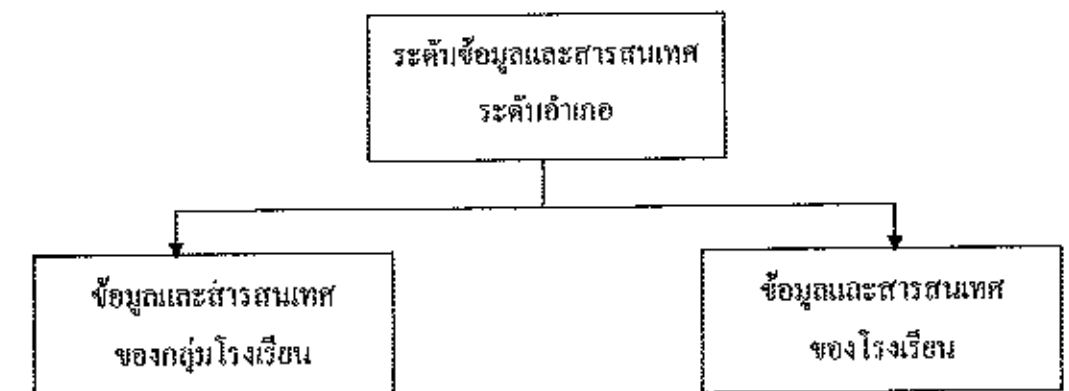 ระดับข้อมูลและสารสนเทศ
ระดับอำเภอ
ข้อมูลและสารสนเทศ
ของกลุ่มโรงเรียน
ข้อมูลและสารสนเทศ
ของโรงเรียน